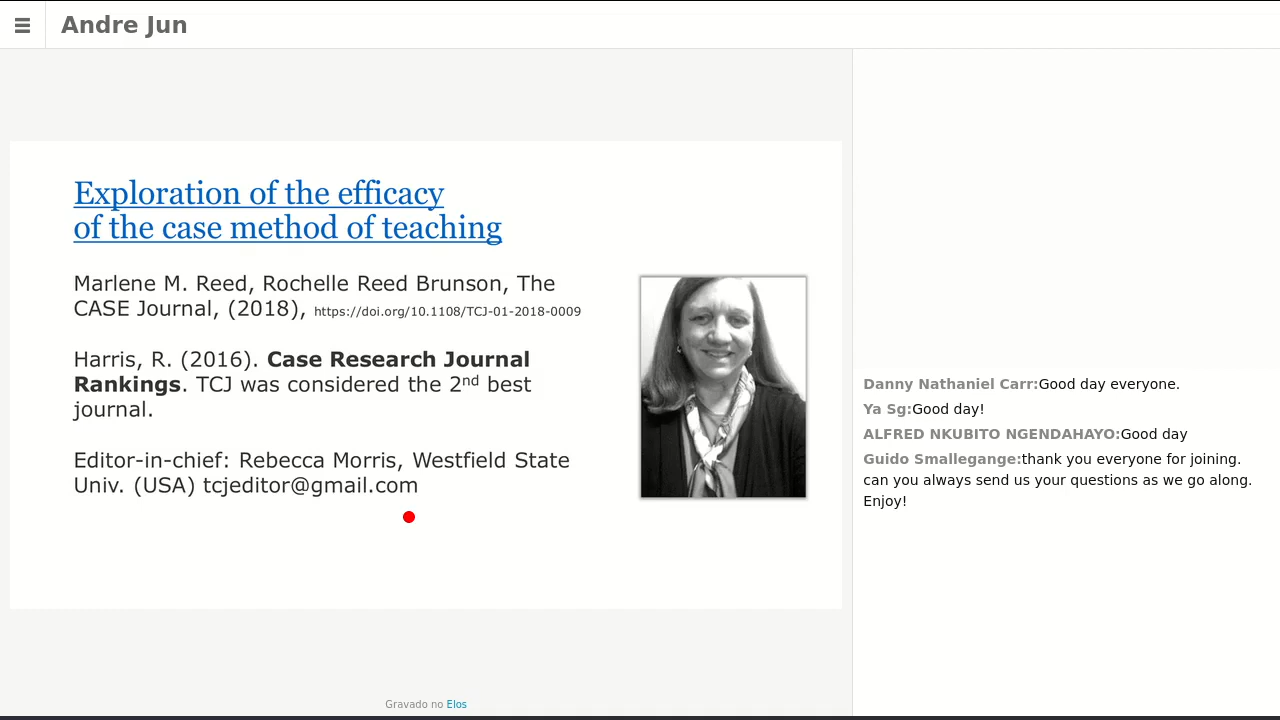 Andre Jun
Exploration of the efficacy
of the case method of teaching
Marlene M. Reed, Rochelle Reed Brunson, The
CASE Journal, (2018), https://doi.org/10.1108/TCJ-01-2018-0009
Harris, R. (2016). Case Research Journal
Rankings. TCJ was considered the 2nd best
journal.
Editor-in-chief: Rebecca Morris, Westfield State
Univ. (USA) tcjeditor@gmail.com
Gravado no Elos
Danny Nathaniel Carr:Good day everyone.
Ya Sg:Good day!
ALFRED NKUBITO NGENDAHAYO:Good day
Guido Smallegange:thank you everyone for joining.
can you always send us your questions as we go along.
Enjoy!